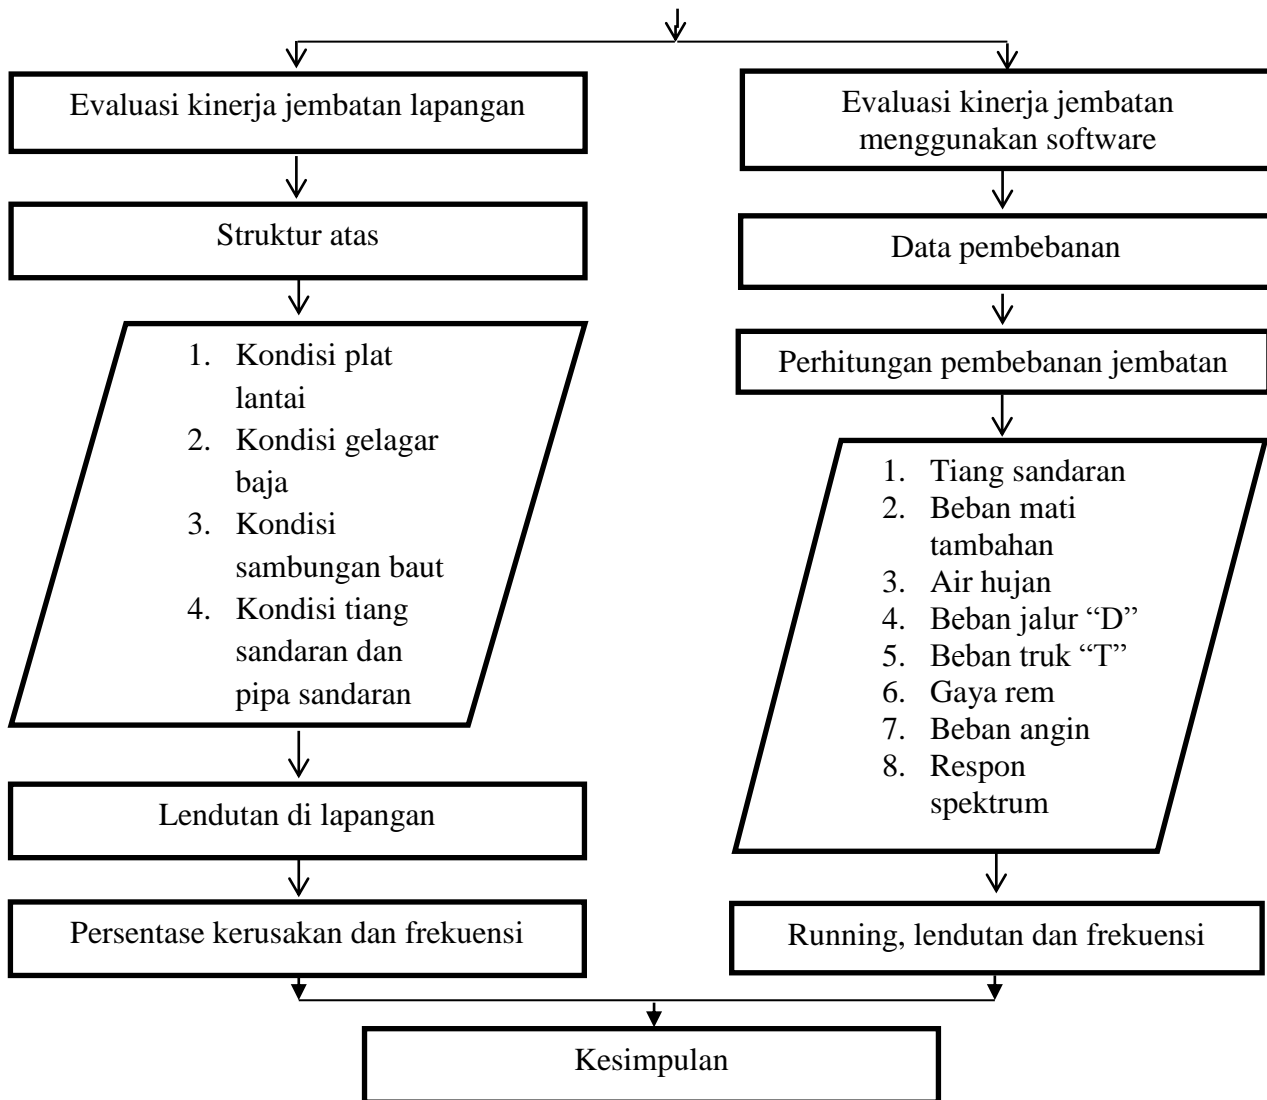 Evaluasi kinerja jembatan lapangan
Struktur atas
1. Kondisi plat
lantai
2. Kondisi gelagar
baja
3. Kondisi
sambungan baut
4. Kondisi tiang
sandaran dan
pipa sandaran
Lendutan di lapangan
Persentase kerusakan dan frekuensi
Evaluasi kinerja jembatan
menggunakan software
Data pembebanan
Perhitungan pembebanan jembatan
1. Tiang sandaran
2. Beban mati
tambahan
3. Air hujan
4. Beban jalur “D”
5. Beban truk “T”
6. Gaya rem
7. Beban angin
8. Respon
spektrum
Running, lendutan dan frekuensi
Kesimpulan